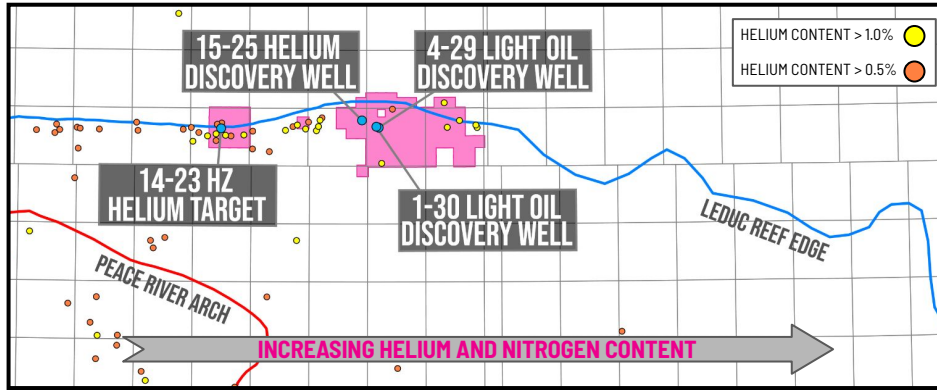 15-25 HELIUM
DISCOVERY WELL
4-29 LIGHT OIL
DISCOVERY WELL
HELIUM CONTENT > 1.0%
HELIUM CONTENT > 0.5%
14-23 HZ
HELIUM TARGET
1-30 LIGHT OIL
DISCOVERY WELL
LEDUC REEF EDGE
PEACE RIVER ARCH
INCREASING HELIUM AND NITROGEN CONTENT